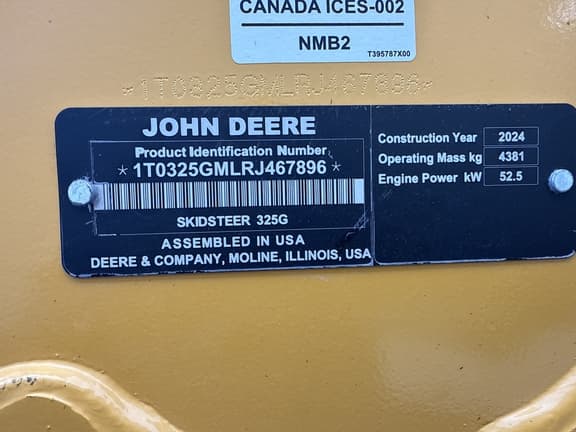 CANADA ICES-002
NMB2
T395787X00
*1T0325GMLRJ467896*
JOHN DEERE
Product Identification Number
*1T0325GMLRJ467896*
SKIDSTEER 325G
ASSEMBLED IN USA
DEERE & COMPANY, MOLINE, ILLINOIS, USA
Construction Year 2024
Operating Mass kg 4381
Engine Power kW 52.5